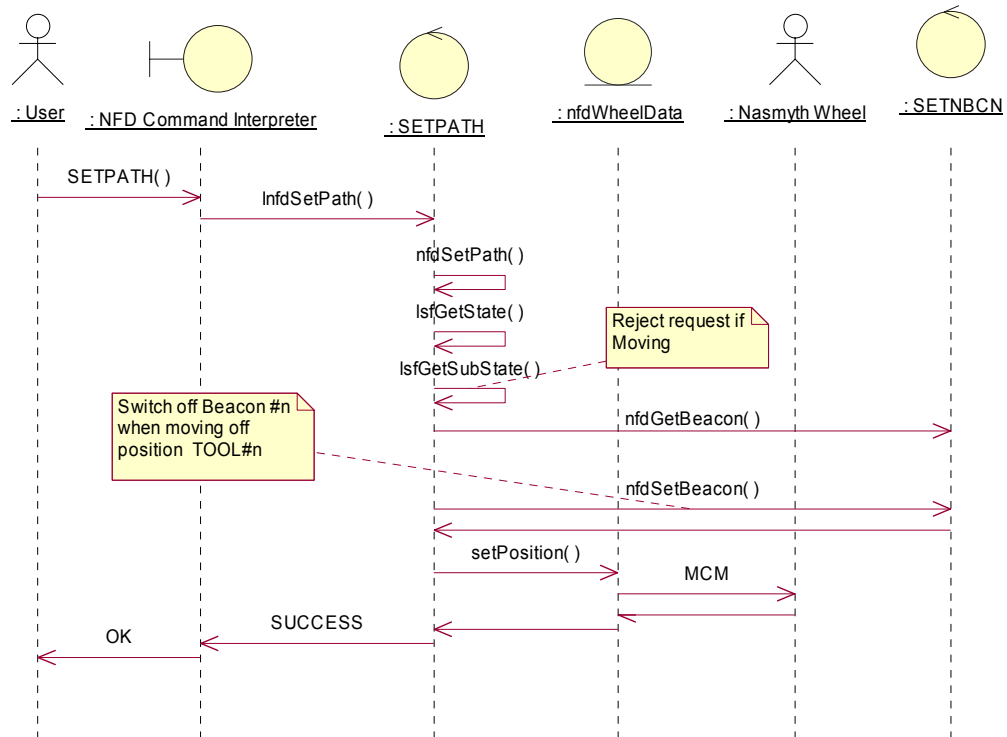 : User
: NFD Command Interpreter
: SETPATH
: nfdWheelData
: Nasmyth Wheel
: SETNBCN
SETPATH( )
lnfdSetPath( )
nfdSetPath( )
lsfGetState( )
Reject request if
Moving
lsfGetSubState( )
Switch off Beacon #n
when moving off
position TOOL#n
nfdGetBeacon( )
nfdSetBeacon( )
setPosition( )
MCM
SUCCESS
OK